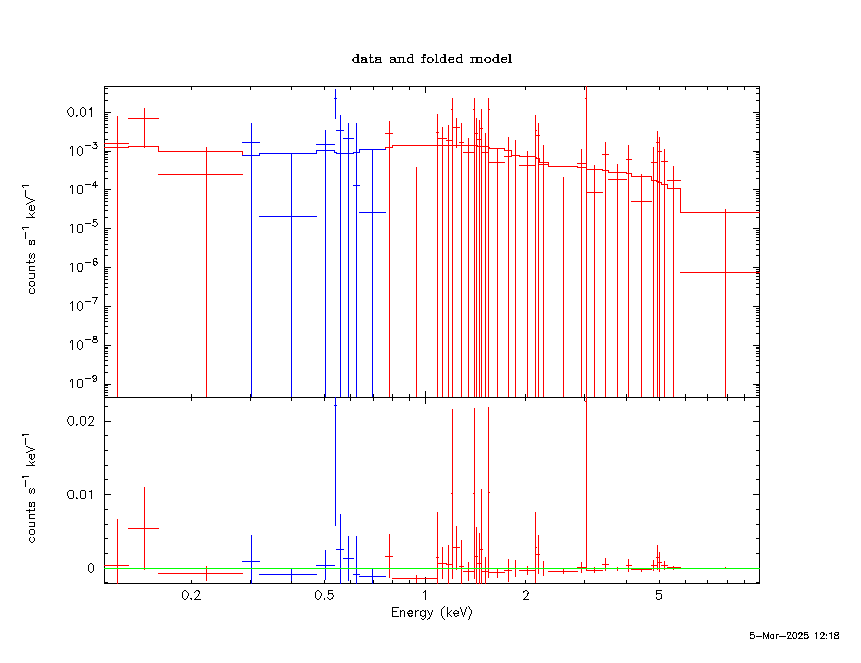 data and folded model
counts s⁻¹ keV⁻¹
0.01
10⁻³
10⁻⁴
10⁻⁵
10⁻⁶
10⁻⁷
10⁻⁸
10⁻⁹
counts s⁻¹ keV⁻¹
0.02
0.01
0
0.2 0.5 1 2 5
Energy (keV)
5-Mar-2025 12:18